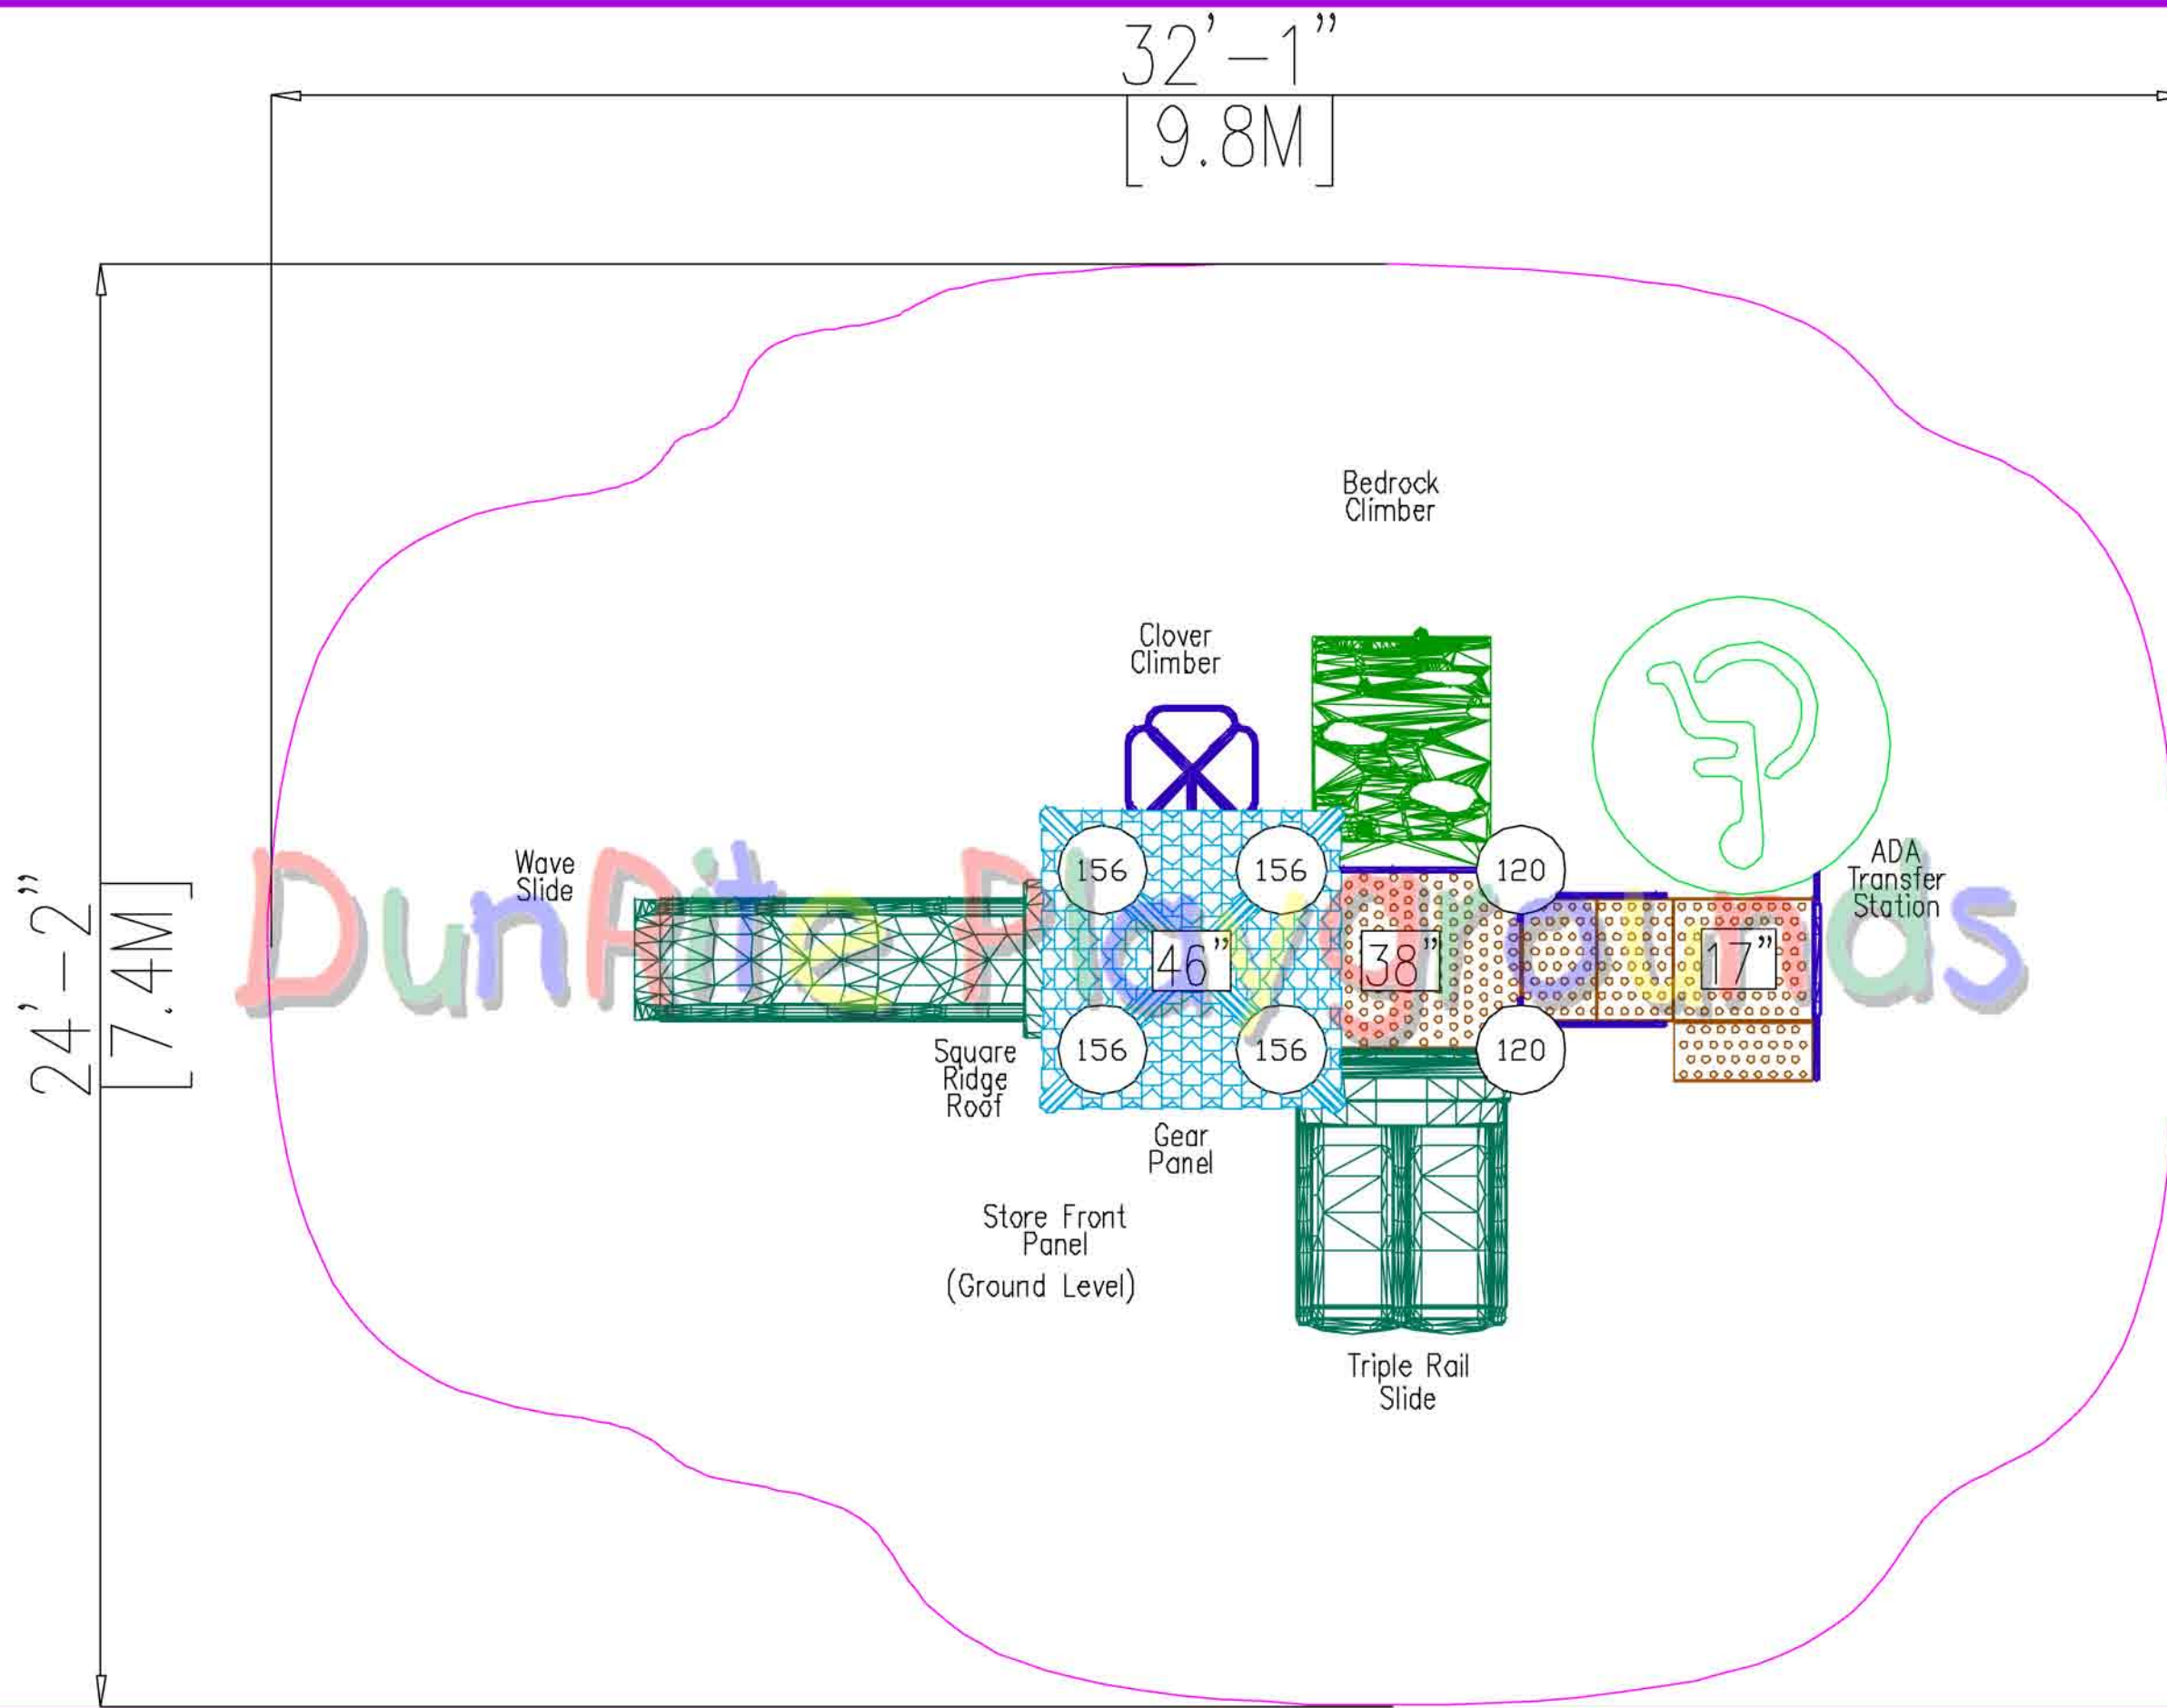 32'-1"
[9.8M]
24'-2"
[7.4M]
Bedrock
Climber
Clover
Climber
Wave
Slide
ADA
Transfer
Station
156
156
120
DunRite Playgrounds
46"
38"
17"
156
156
120
Square
Ridge
Roof
Gear
Panel
Store Front
Panel
(Ground Level)
Triple Rail
Slide